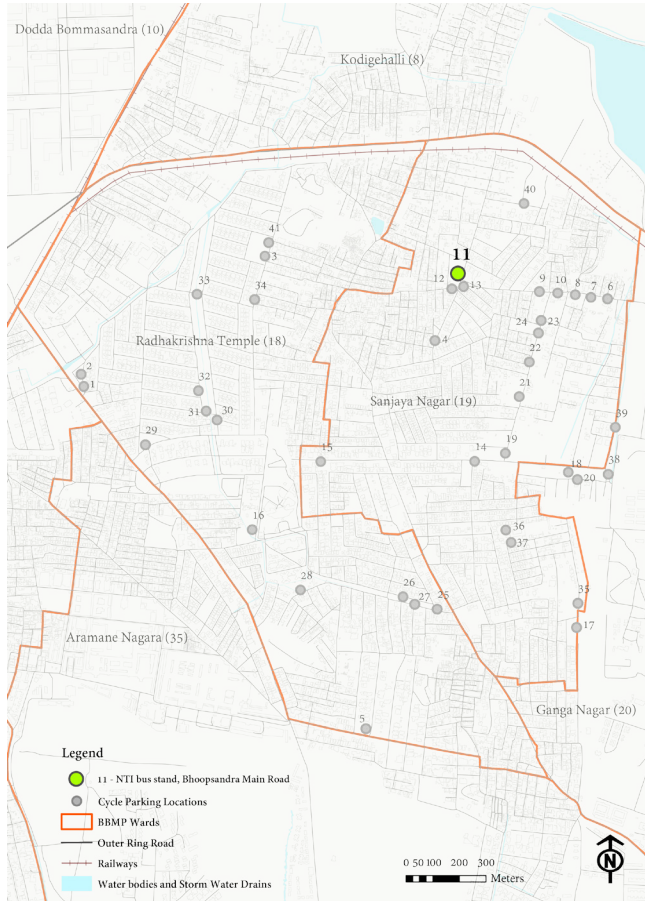 Dodda Bommasandra (10)
Kodigehalli (8)
40
41
3
11
12
13
33
34
9
10
8
7
6
24
23
4
Radhakrishna Temple (18)
22
2
1
32
21
Sanjaya Nagar (19)
31
30
39
29
15
14
19
18
20
38
16
36
37
28
26
27
25
35
17
Aramane Nagara (35)
Ganga Nagar (20)
5
Legend
11 - NTI bus stand, Bhoopsandra Main Road
Cycle Parking Locations
BBMP Wards
Outer Ring Road
Railways
Water bodies and Storm Water Drains
N
0 50 100 200 300
Meters